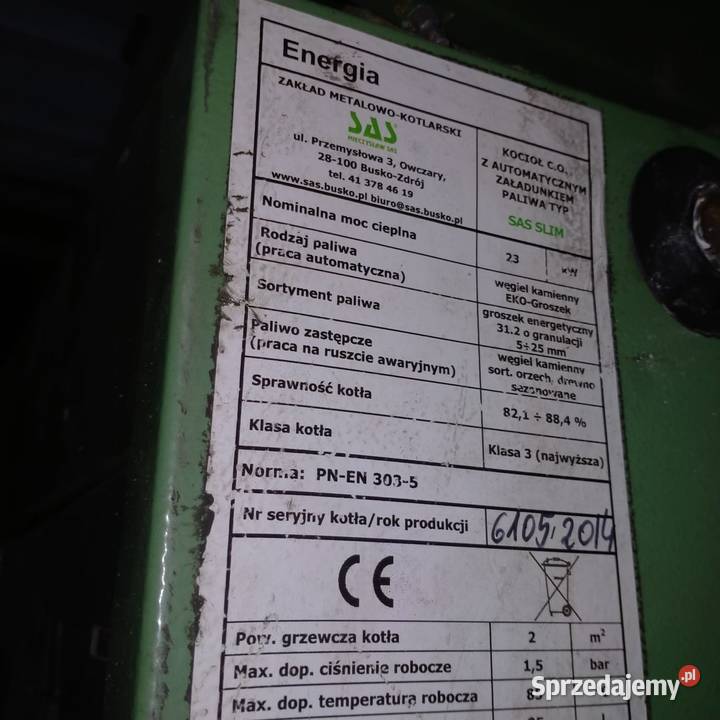 Energia
ZAKŁAD METALOWO-KOTLARSKI
SAS
MIECZYSŁAW SAS
ul. Przemysłowa 3, Owczary,
28-100 Busko-Zdrój
tel. 41 378 46 19
www.sas.busko.pl biuro@sas.busko.pl
KOCIOŁ C.O.
Z AUTOMATYCZNYM
ZAŁADUNKIEM
PALIWA TYP
SAS SLIM
Nominalna moc cieplna
23
kW
Rodzaj paliwa
(praca automatyczna)
węgiel kamienny
EKO-Groszek
Sortyment paliwa
groszek energetyczny
31.2 o granulacji
5÷25 mm
Paliwo zastępcze
(praca na ruszcie awaryjnym)
węgiel kamienny
sort. orzech, drewno
sezonowane
Sprawność kotła
82,1 ÷ 88,4 %
Klasa kotła
Klasa 3 (najwyższa)
Norma: PN-EN 303-5
Nr seryjny kotła/rok produkcji
6105, 2014
CE
Pow. grzewcza kotła
2
m²
Max. dop. ciśnienie robocze
1,5
bar
Max. dop. temperatura robocza
Sprzedajemy.pl